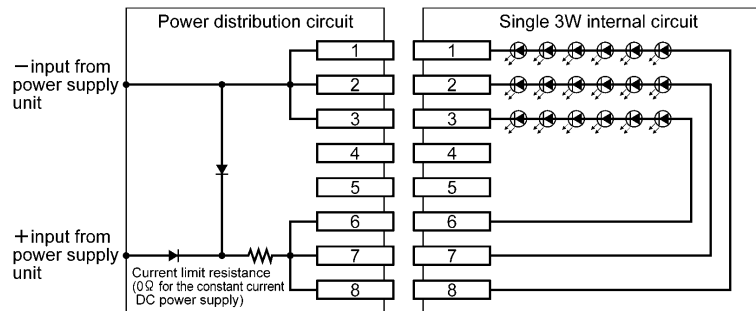 Power distribution circuit
Single 3W internal circuit
－input from
power supply
unit
＋input from
power supply
unit
Current limit resistance
(0Ω for the constant current
DC power supply)
1
2
3
4
5
6
7
8
1
2
3
4
5
6
7
8